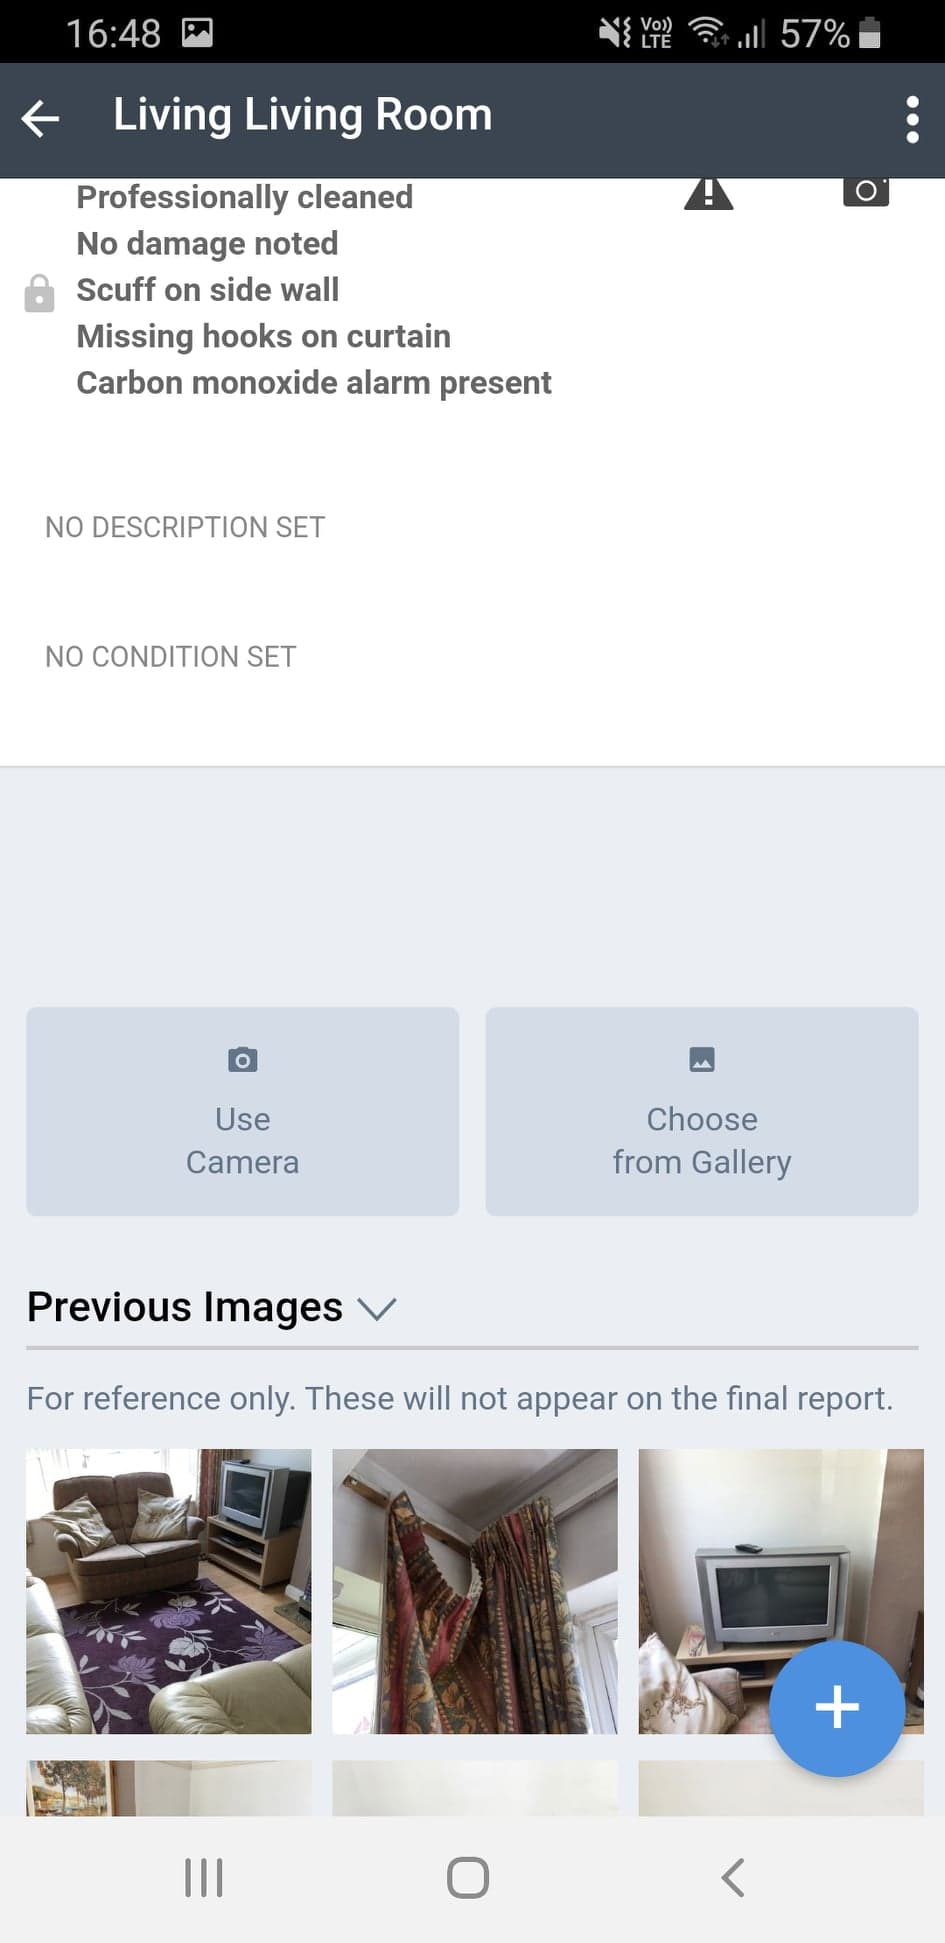 16:48
Vo))
LTE
57%
Living Living Room
Professionally cleaned
No damage noted
Scuff on side wall
Missing hooks on curtain
Carbon monoxide alarm present
NO DESCRIPTION SET
NO CONDITION SET
Use
Camera
Choose
from Gallery
Previous Images
For reference only. These will not appear on the final report.